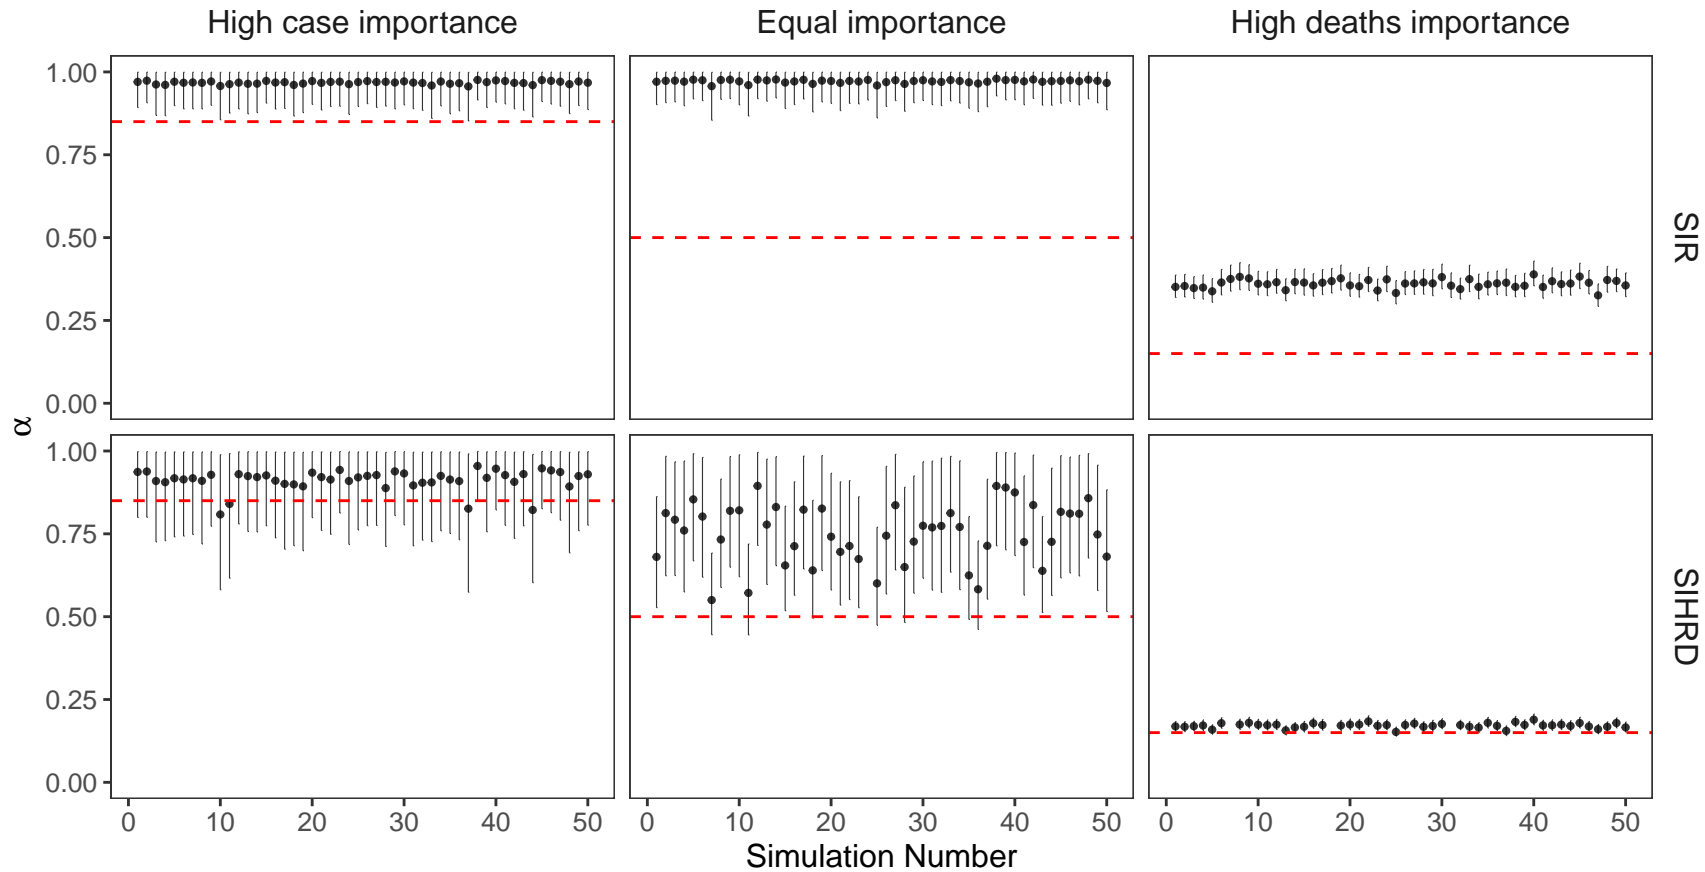 High case importance
Equal importance
High deaths importance
1.00
0.75
0.50
0.25
0.00
SIR
α
1.00
0.75
0.50
0.25
0.00
SIHRD
0 10 20 30 40 50
0 10 20 30 40 50
0 10 20 30 40 50
Simulation Number